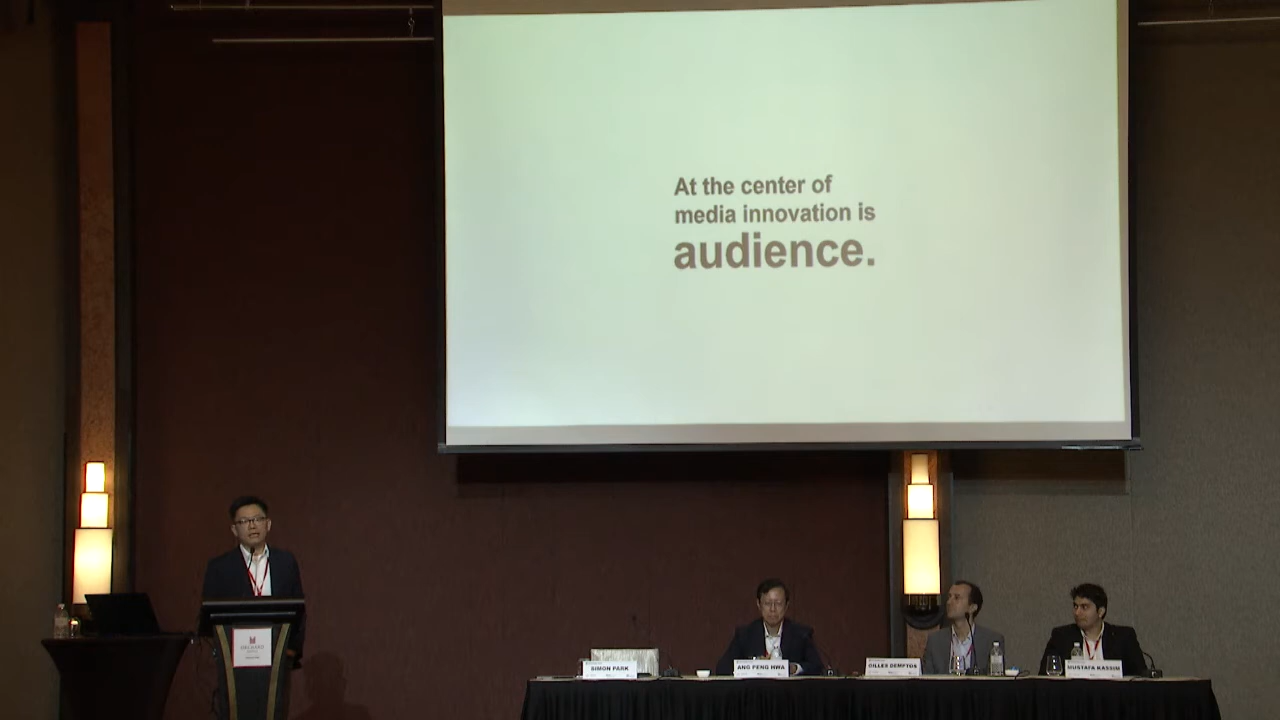 At the center of
media innovation is
audience.
SIMON PARK
ANG PENG HWA
GILLES DEMPTOS
MUSTAFA KASSIM